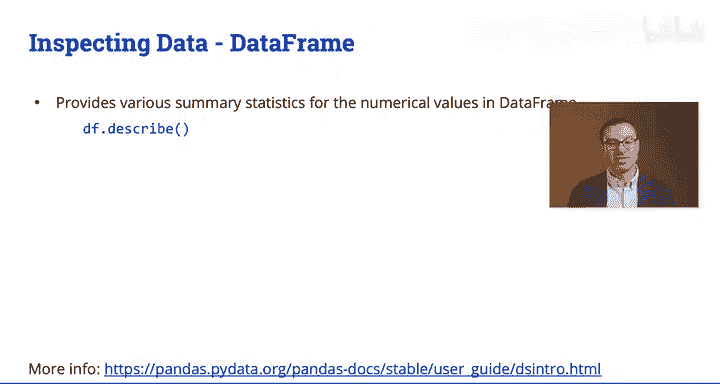 Inspecting Data - DataFrame
• Provides various summary statistics for the numerical values in DataFrame
df.describe()
More info: https://pandas.pydata.org/pandas-docs/stable/user_guide/dsintro.html